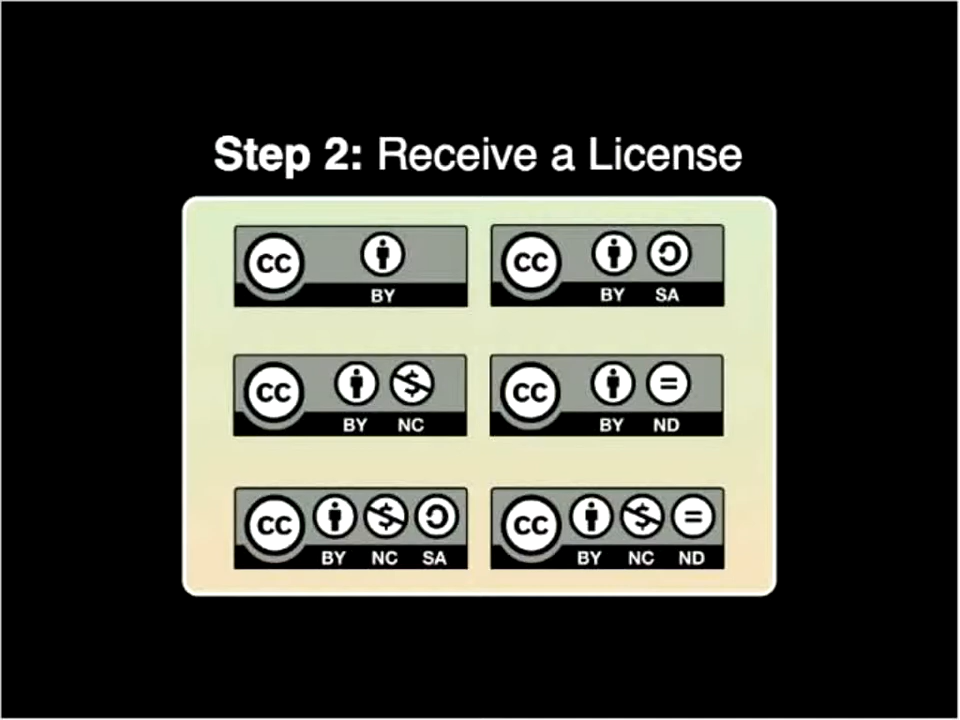 Step 2: Receive a License
CC BY
CC BY SA
CC BY NC
CC BY ND
CC BY NC SA
CC BY NC ND